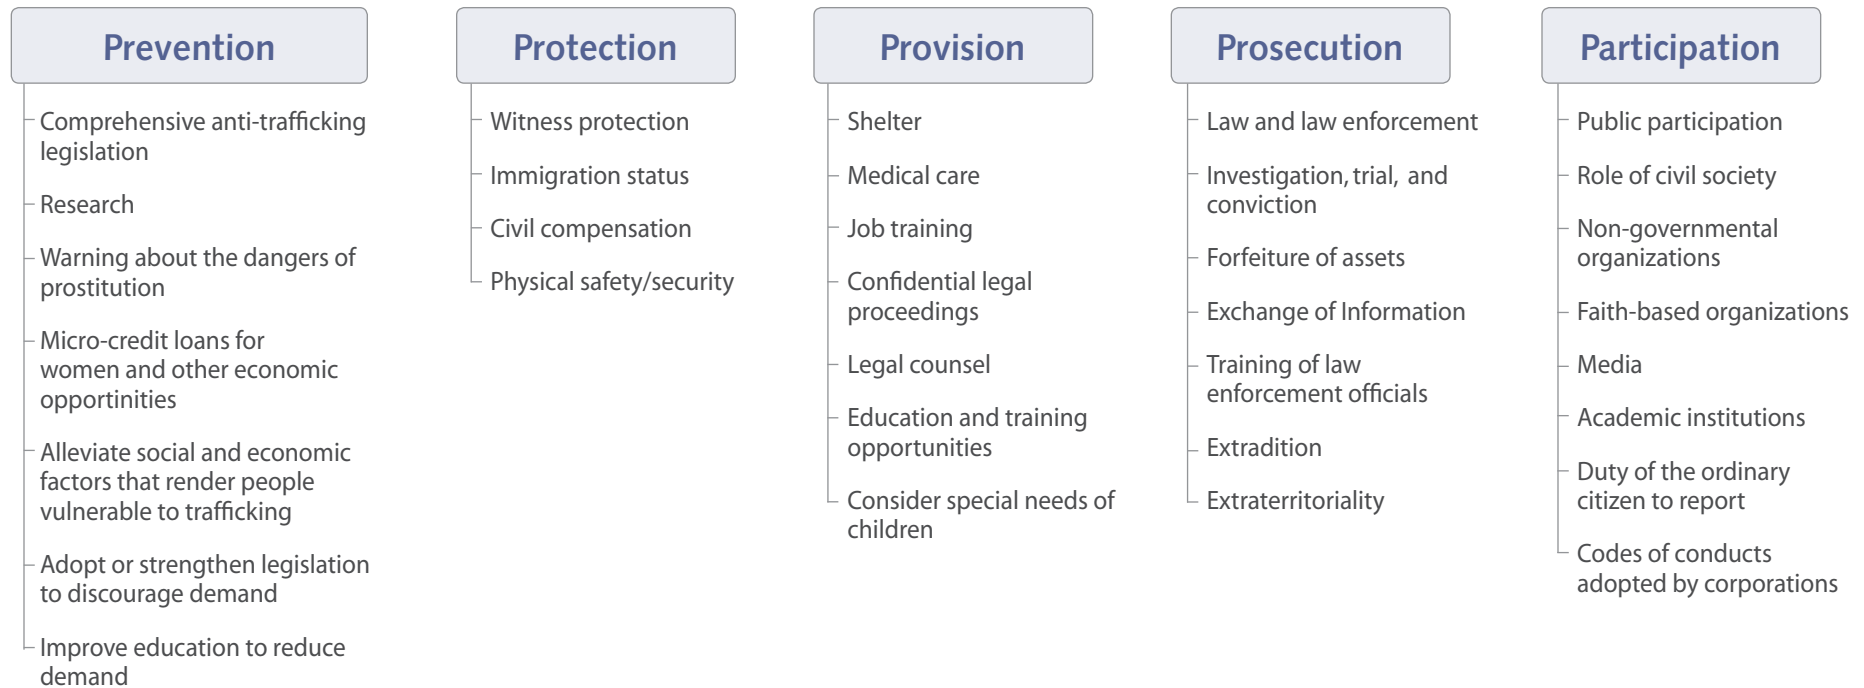 Prevention
Comprehensive anti-trafficking
legislation
Research
Warning about the dangers of
prostitution
Micro-credit loans for
women and other economic
opportinities
Alleviate social and economic
factors that render people
vulnerable to trafficking
Adopt or strengthen legislation
to discourage demand
Improve education to reduce
demand
Protection
Witness protection
Immigration status
Civil compensation
Physical safety/security
Provision
Shelter
Medical care
Job training
Confidential legal
proceedings
Legal counsel
Education and training
opportunities
Consider special needs of
children
Prosecution
Law and law enforcement
Investigation, trial, and
conviction
Forfeiture of assets
Exchange of Information
Training of law
enforcement officials
Extradition
Extraterritoriality
Participation
Public participation
Role of civil society
Non-governmental
organizations
Faith-based organizations
Media
Academic institutions
Duty of the ordinary
citizen to report
Codes of conducts
adopted by corporations